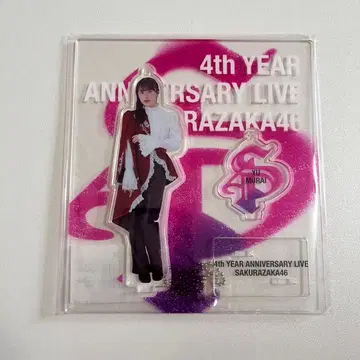 4th YEAR
ANNIVERSARY LIVE
SAKURAZAKA46
YU
MURAI
4th YEAR ANNIVERSARY LIVE
SAKURAZAKA46